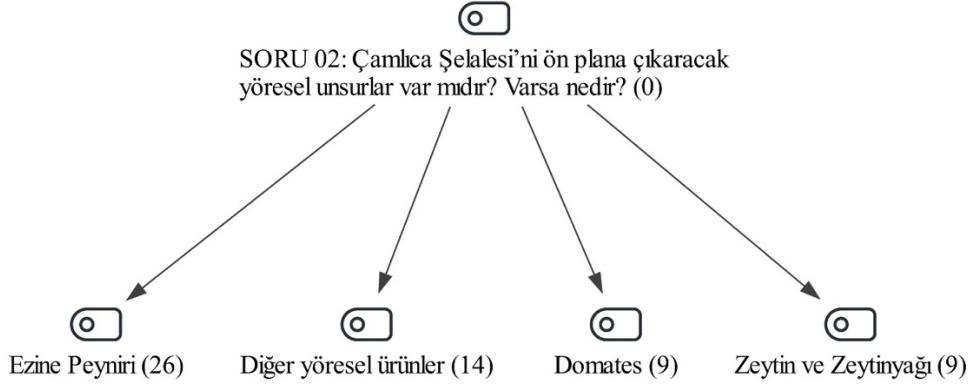 SORU 02: Çamlıca Şelalesi’ni ön plana çıkaracak
yöresel unsurlar var mıdır? Varsa nedir? (0)
Ezine Peyniri (26)
Diğer yöresel ürünler (14)
Domates (9)
Zeytin ve Zeytinyağı (9)